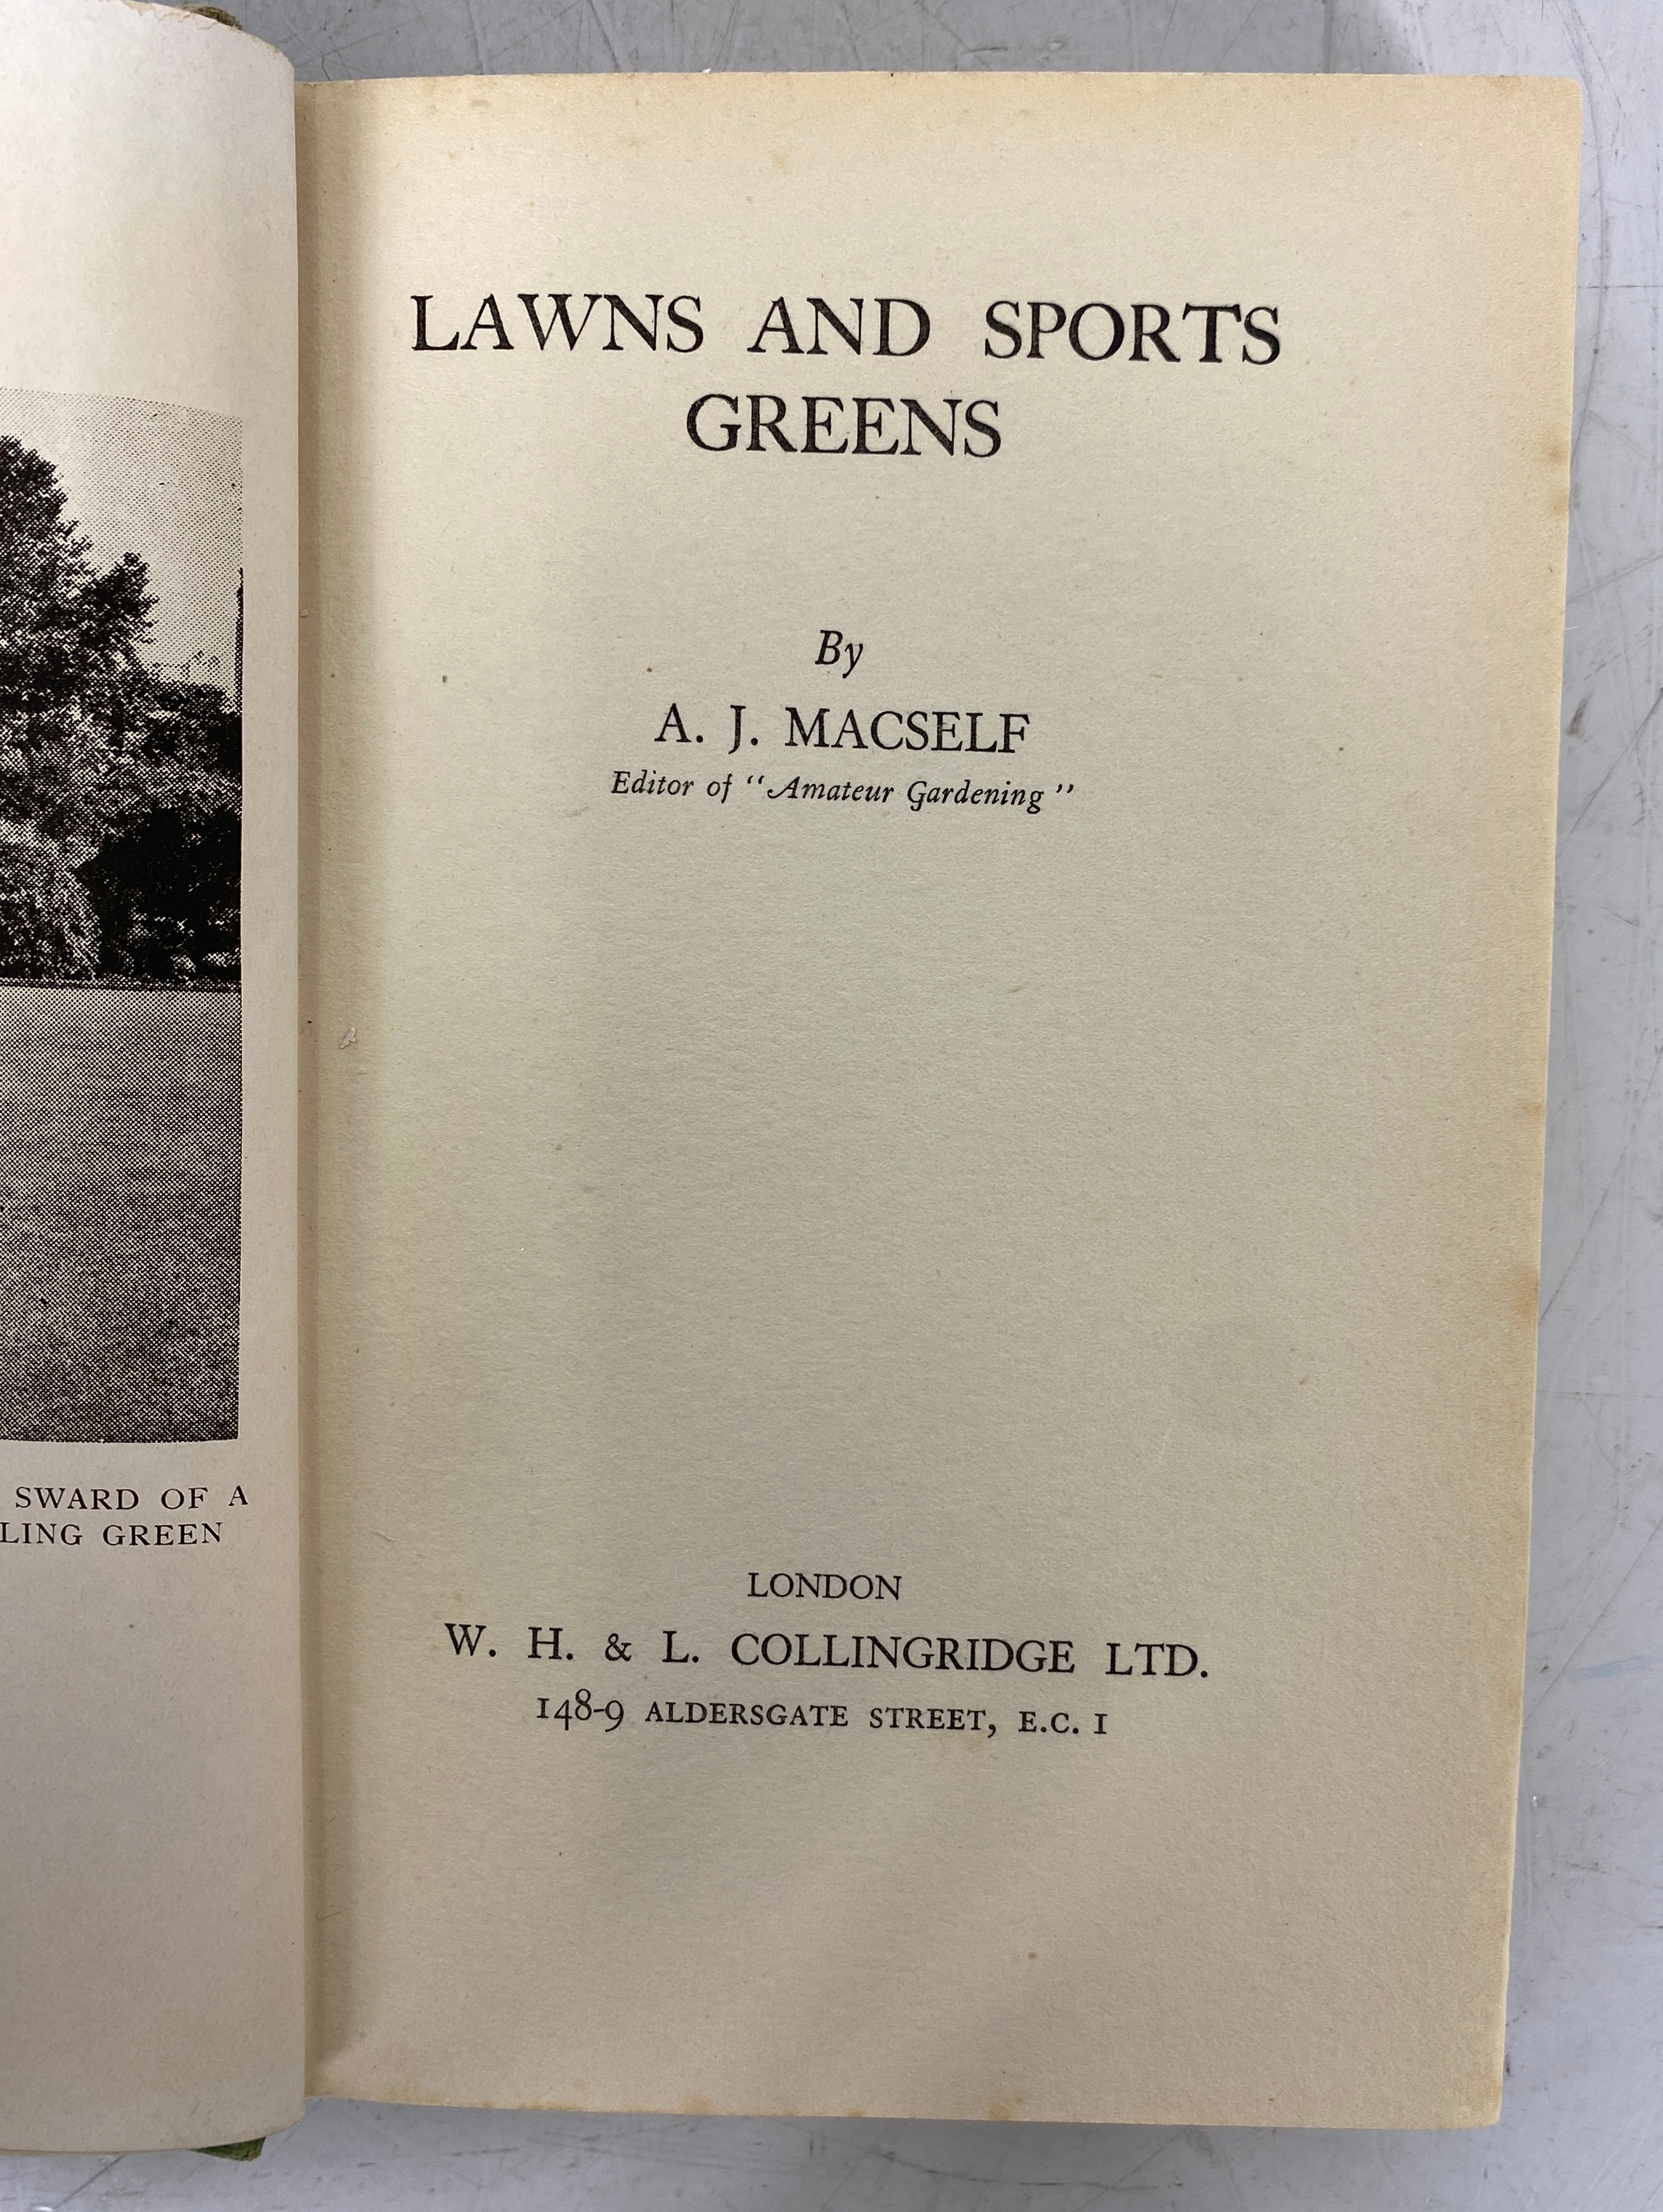 LAWNS AND SPORTS
GREENS
By
A. J. MACSELF
Editor of “Amateur Gardening”
LONDON
W. H. & L. COLLINGRIDGE LTD.
148-9 ALDERSGATE STREET, E.C. 1
SWARD OF A
LING GREEN